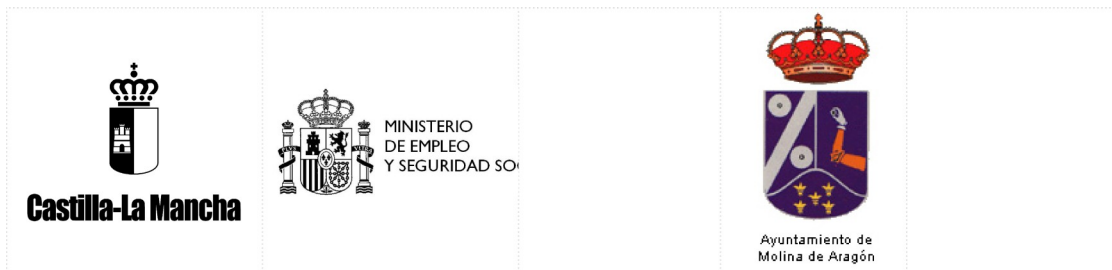 Castilla-La Mancha
MINISTERIO
DE EMPLEO
Y SEGURIDAD SO
Ayuntamiento de
Molina de Aragón